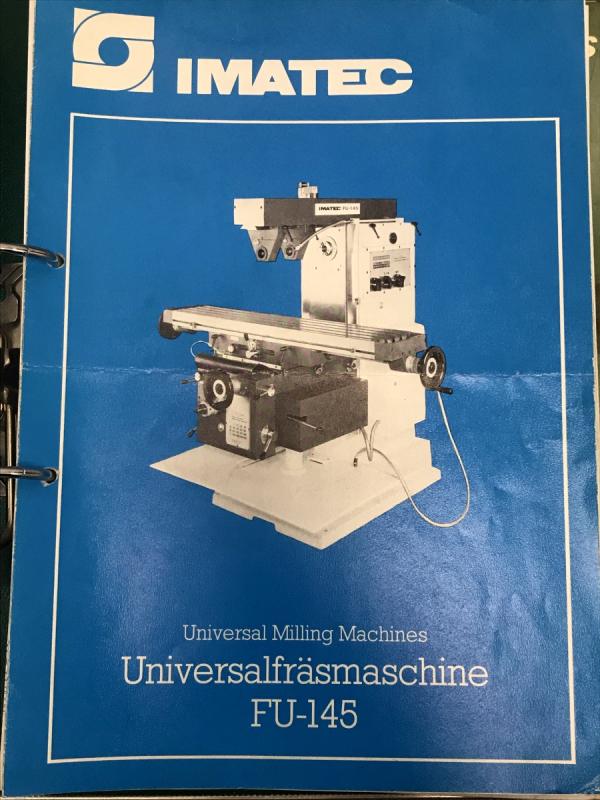 IMATEC
IMATEC FU-145
Universal Milling Machines
Universalfräsmaschine
FU-145